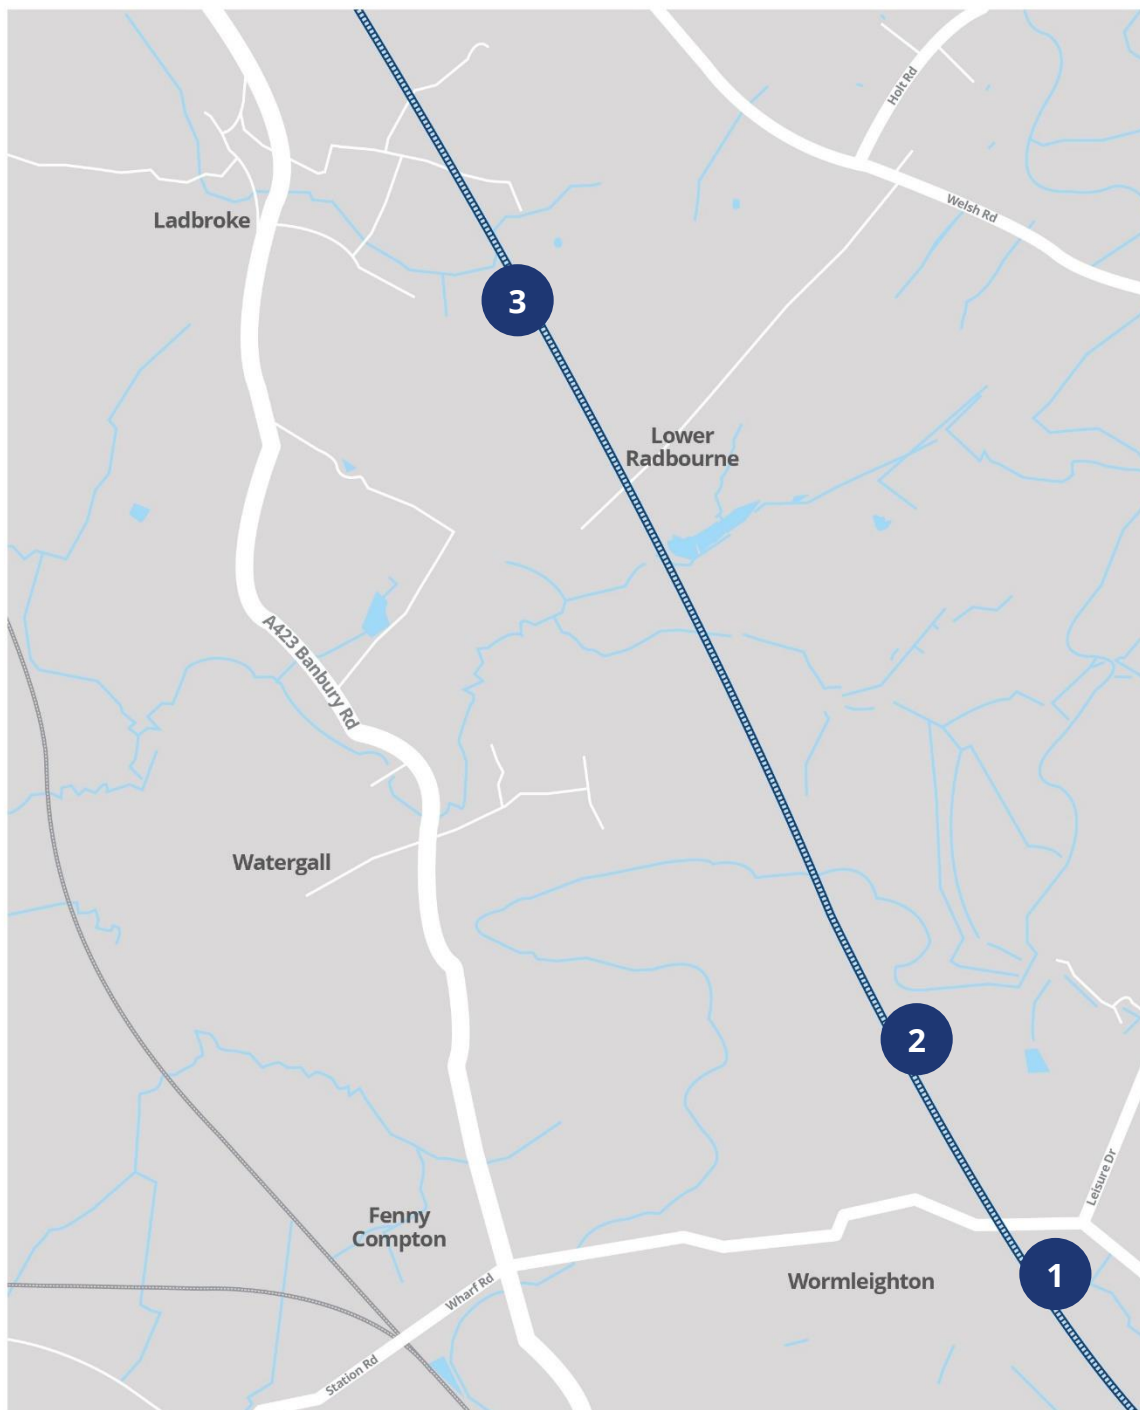 Holt Rd
Welsh Rd
Ladbroke
3
Lower
Radbourne
A423 Banbury Rd
Watergall
2
Leisure Dr
Fenny
Compton
Wormleighton
1
Wharf Rd
Station Rd